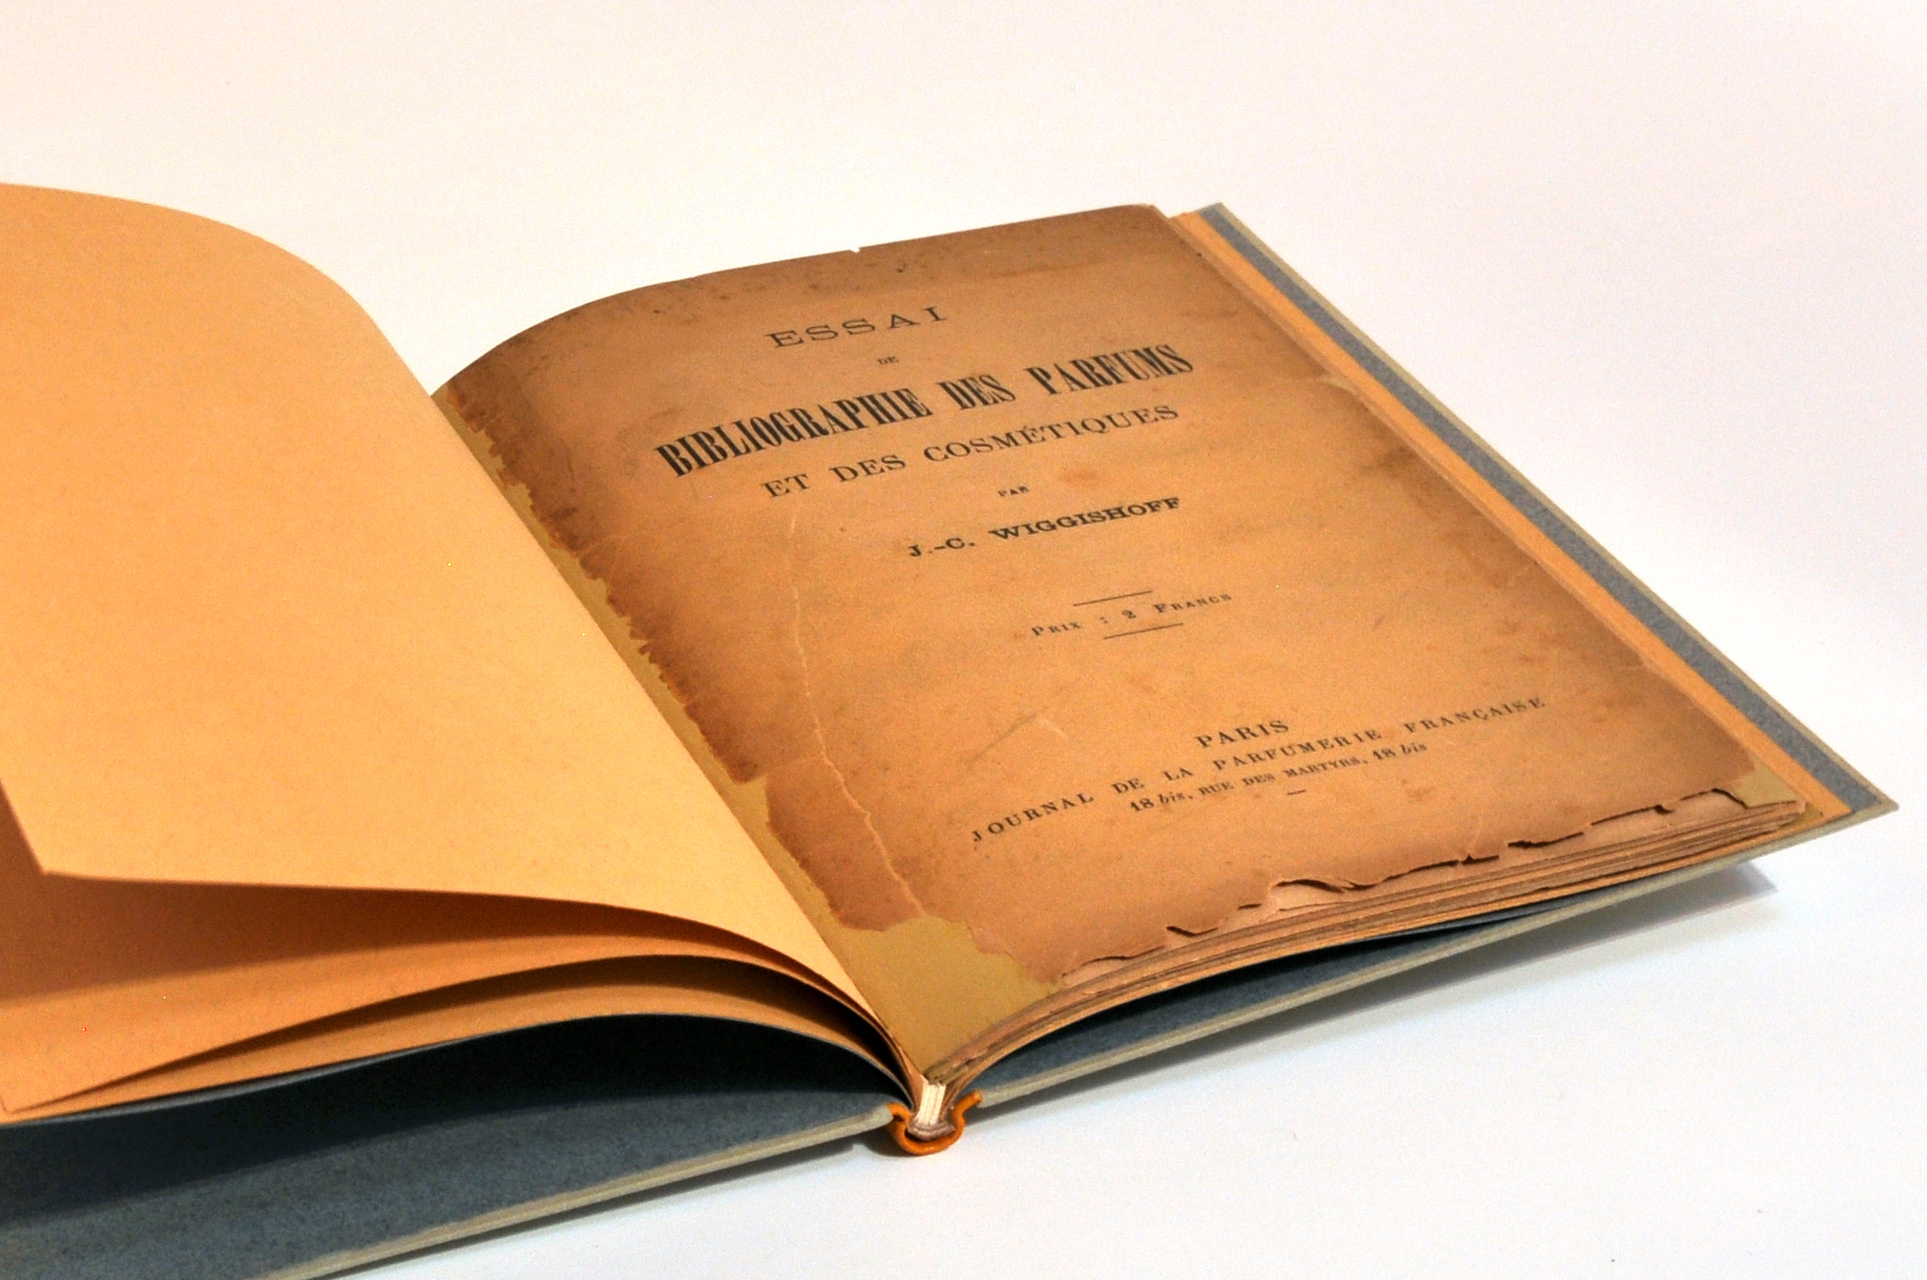 ESSAI
DE
BIBLIOGRAPHIE DES PARFUMS
ET DES COSMÉTIQUES
PAR
J.-C. WIGGISHOFF
PRIX : 2 FRANCS
PARIS
JOURNAL DE LA PARFUMERIE FRANÇAISE
18 bis, RUE DES MARTYRS, 18 bis